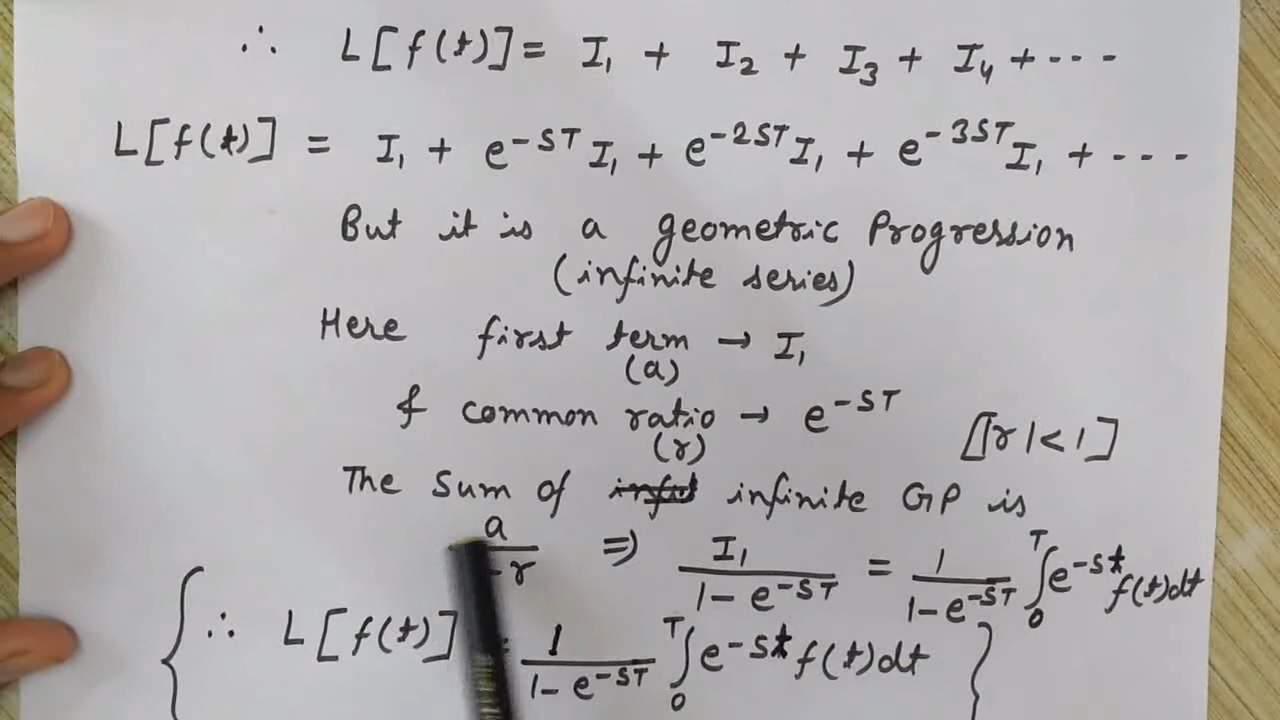 ∴ L[f(t)] = I₁ + I₂ + I₃ + I₄ + ---
L[f(t)] = I₁ + e^-ST I₁ + e^-2ST I₁ + e^-3ST I₁ + ---
But it is a geometric Progression
(infinite series)
Here first term → I₁
(a)
& common ratio → e^-ST [|r|<1]
(r)
The sum of infinite GP is
a/-r ⇒ I₁/(1-e^-ST) = 1/(1-e^-ST) ∫₀^T e^-st f(t)dt
{∴ L[f(t)] = 1/(1-e^-ST) ∫₀^T e^-st f(t)dt}